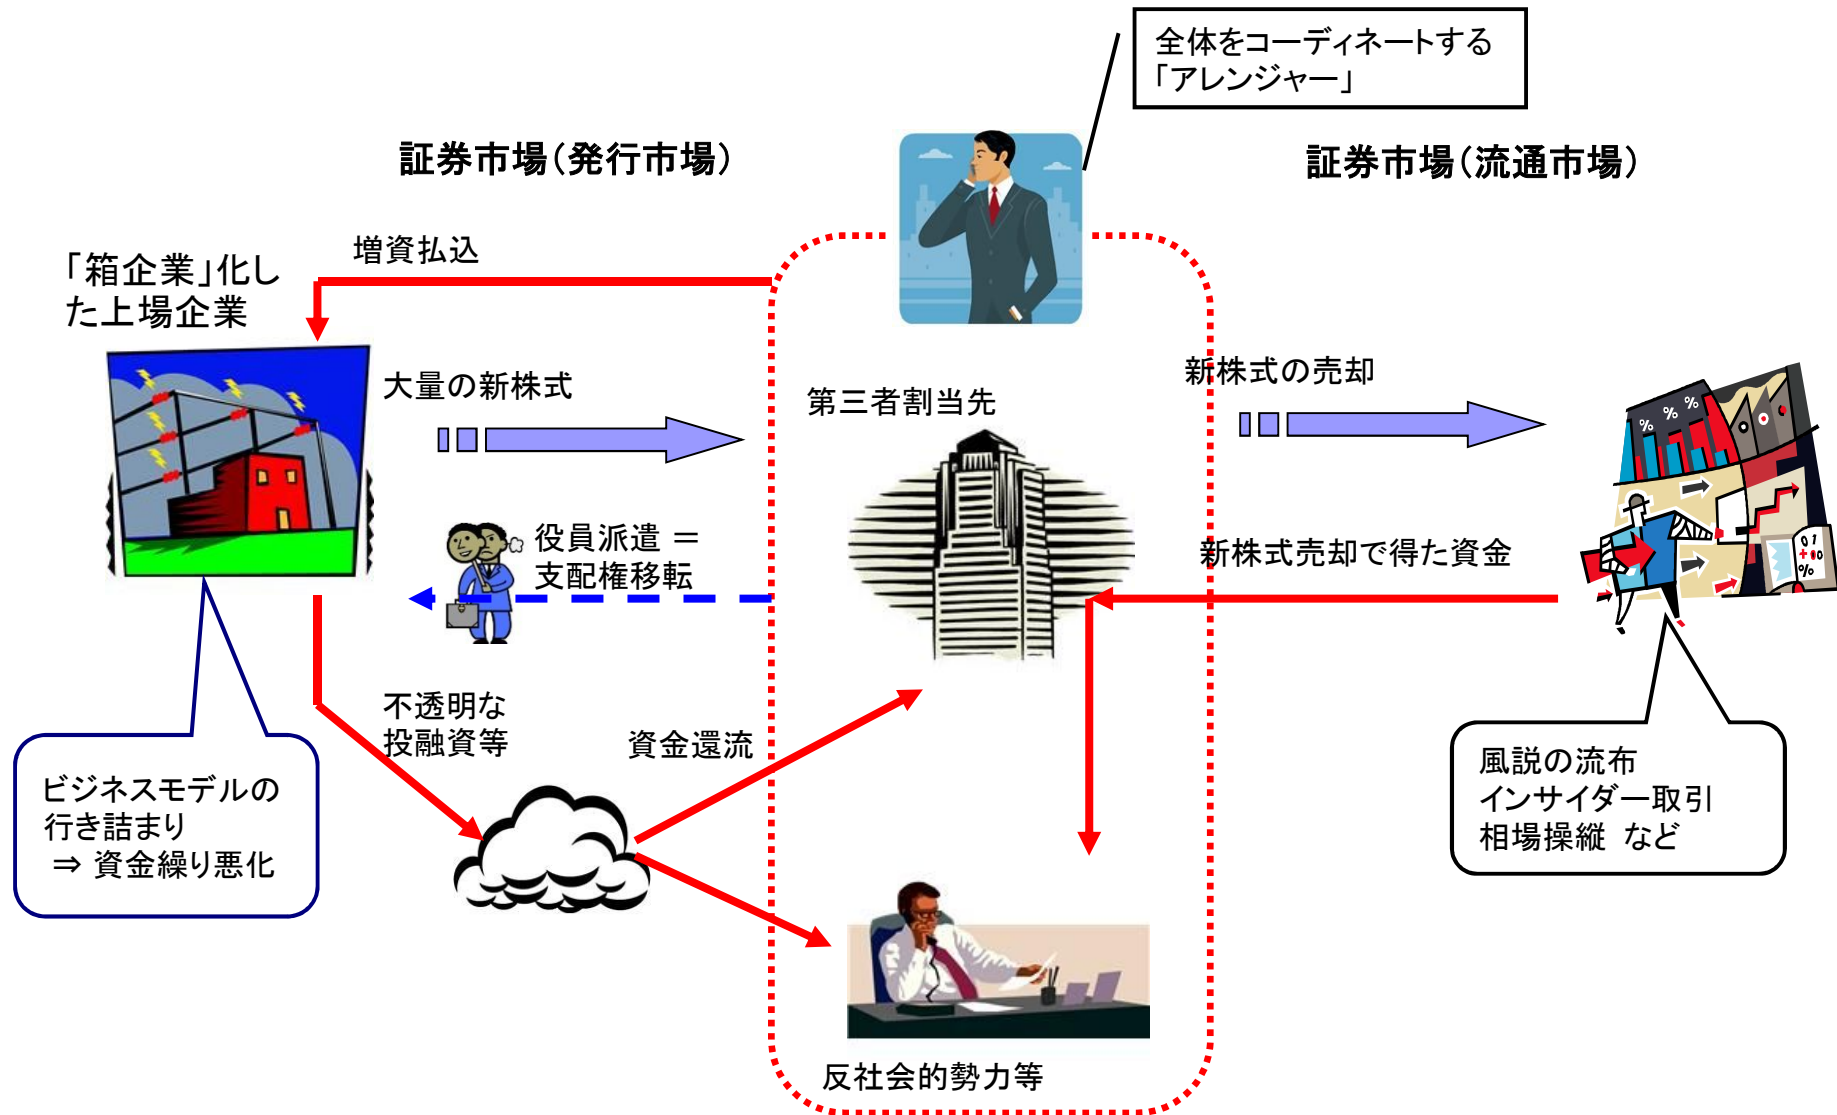 全体をコーディネートする
「アレンジャー」
証券市場（発行市場）
証券市場（流通市場）
増資払込
「箱企業」化し
た上場企業
大量の新株式
第三者割当先
新株式の売却
役員派遣 ＝
支配権移転
新株式売却で得た資金
不透明な
投融資等
資金還流
ビジネスモデルの
行き詰まり
⇒ 資金繰り悪化
風説の流布
インサイダー取引
相場操縦 など
反社会的勢力等
% % %
0 1
+ 0
%